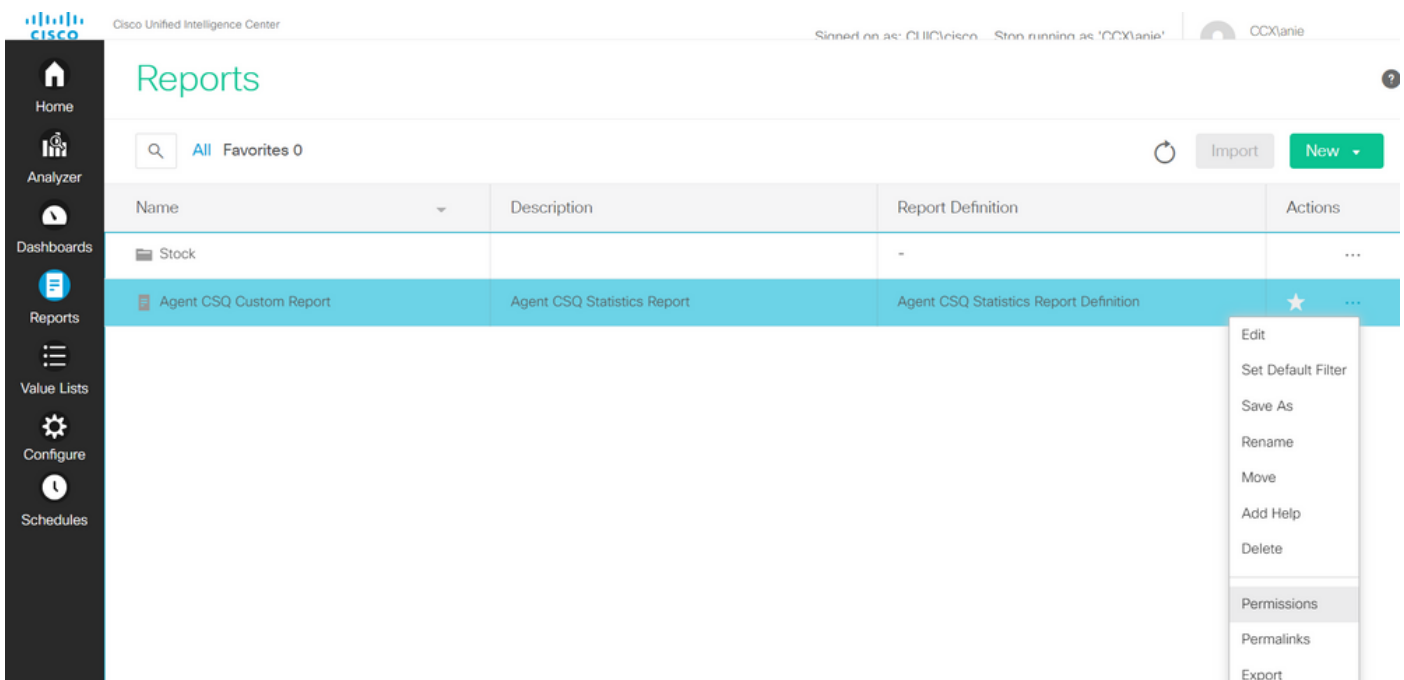 CISCO
Cisco Unified Intelligence Center
Signed on as: CUIC\cisco Stop running as 'CCX\anie'
CCX\anie
Home
Analyzer
Dashboards
Reports
Value Lists
Configure
Schedules
Reports
?
All Favorites 0
Import
New
Name Description Report Definition Actions
Stock - ...
Agent CSQ Custom Report Agent CSQ Statistics Report Agent CSQ Statistics Report Definition ...
Edit
Set Default Filter
Save As
Rename
Move
Add Help
Delete
Permissions
Permalinks
Export